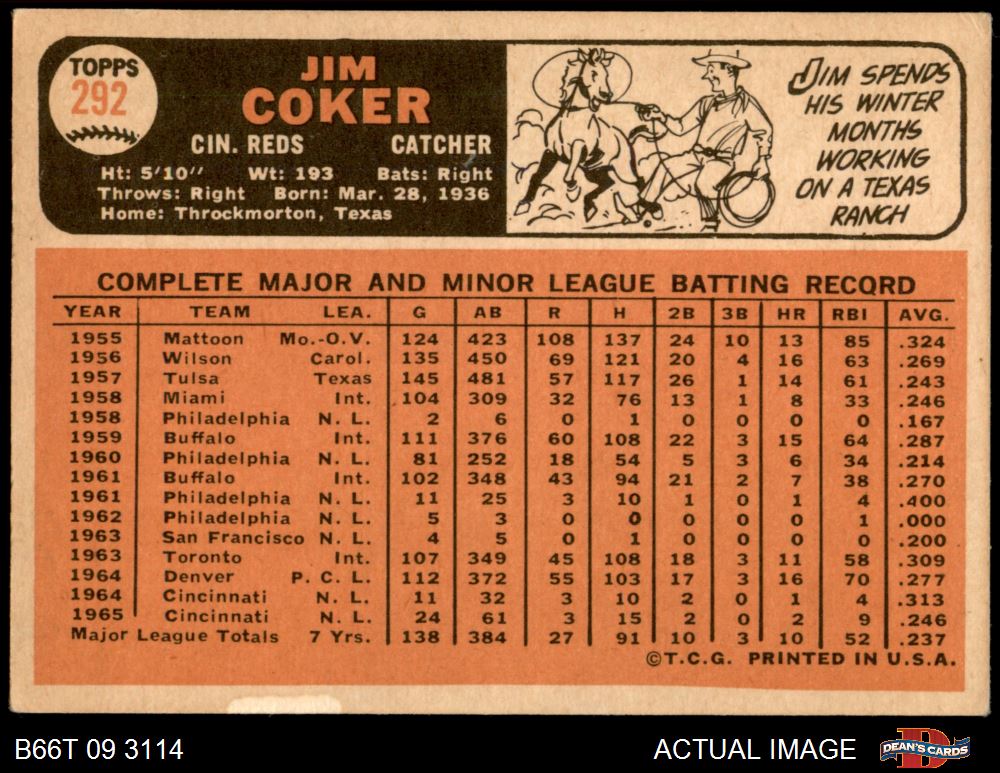 TOPPS
292
JIM
COKER
CIN. REDS CATCHER
Ht: 5'10" Wt: 193 Bats: Right
Throws: Right Born: Mar. 28, 1936
Home: Throckmorton, Texas
JIM SPENDS
HIS WINTER
MONTHS
WORKING
ON A TEXAS
RANCH
COMPLETE MAJOR AND MINOR LEAGUE BATTING RECORD
YEAR TEAM LEA. G AB R H 2B 3B HR RBI AVG.
1955 Mattoon Mo.-O.V. 124 423 108 137 24 10 13 85 .324
1956 Wilson Carol. 135 450 69 121 20 4 16 63 .269
1957 Tulsa Texas 145 481 57 117 26 1 14 61 .243
1958 Miami Int. 104 309 32 76 13 1 8 33 .246
1958 Philadelphia N. L. 2 6 0 1 0 0 0 0 .167
1959 Buffalo Int. 111 376 60 108 22 3 15 64 .287
1960 Philadelphia N. L. 81 252 18 54 5 3 6 34 .214
1961 Buffalo Int. 102 348 43 94 21 2 7 38 .270
1961 Philadelphia N. L. 11 25 3 10 1 0 1 4 .400
1962 Philadelphia N. L. 5 3 0 0 0 0 0 1 .000
1963 San Francisco N. L. 4 5 0 1 0 0 0 0 .200
1963 Toronto Int. 107 349 45 108 18 3 11 58 .309
1964 Denver P. C. L. 112 372 55 103 17 3 16 70 .277
1964 Cincinnati N. L. 11 32 3 10 2 0 1 4 .313
1965 Cincinnati N. L. 24 61 3 15 2 0 2 9 .246
Major League Totals 7 Yrs. 138 384 27 91 10 3 10 52 .237
©T.C.G. PRINTED IN U.S.A.
B66T 09 3114 ACTUAL IMAGE DEAN'S CARDS